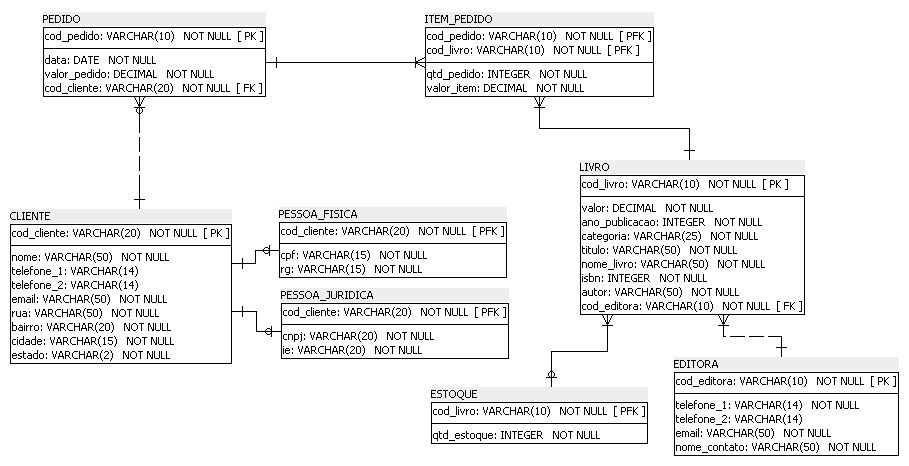 PEDIDO
cod_pedido: VARCHAR(10) NOT NULL [ PK ]
data: DATE NOT NULL
valor_pedido: DECIMAL NOT NULL
cod_cliente: VARCHAR(20) NOT NULL [ FK ]
ITEM_PEDIDO
cod_pedido: VARCHAR(10) NOT NULL [ PFK ]
cod_livro: VARCHAR(10) NOT NULL [ PFK ]
qtd_pedido: INTEGER NOT NULL
valor_item: DECIMAL NOT NULL
LIVRO
cod_livro: VARCHAR(10) NOT NULL [ PK ]
valor: DECIMAL NOT NULL
ano_publicacao: INTEGER NOT NULL
categoria: VARCHAR(25) NOT NULL
titulo: VARCHAR(50) NOT NULL
nome_livro: VARCHAR(50) NOT NULL
isbn: INTEGER NOT NULL
autor: VARCHAR(50) NOT NULL
cod_editora: VARCHAR(10) NOT NULL [ FK ]
CLIENTE
cod_cliente: VARCHAR(20) NOT NULL [ PK ]
nome: VARCHAR(50) NOT NULL
telefone_1: VARCHAR(14)
telefone_2: VARCHAR(14)
email: VARCHAR(50) NOT NULL
rua: VARCHAR(50) NOT NULL
bairro: VARCHAR(20) NOT NULL
cidade: VARCHAR(15) NOT NULL
estado: VARCHAR(2) NOT NULL
PESSOA_FISICA
cod_cliente: VARCHAR(20) NOT NULL [ PFK ]
cpf: VARCHAR(15) NOT NULL
rg: VARCHAR(15) NOT NULL
PESSOA_JURIDICA
cod_cliente: VARCHAR(20) NOT NULL [ PFK ]
cnpj: VARCHAR(20) NOT NULL
ie: VARCHAR(20) NOT NULL
ESTOQUE
cod_livro: VARCHAR(10) NOT NULL [ PFK ]
qtd_estoque: INTEGER NOT NULL
EDITORA
cod_editora: VARCHAR(10) NOT NULL [ PK ]
telefone_1: VARCHAR(14) NOT NULL
telefone_2: VARCHAR(14)
email: VARCHAR(50) NOT NULL
nome_contato: VARCHAR(50) NOT NULL